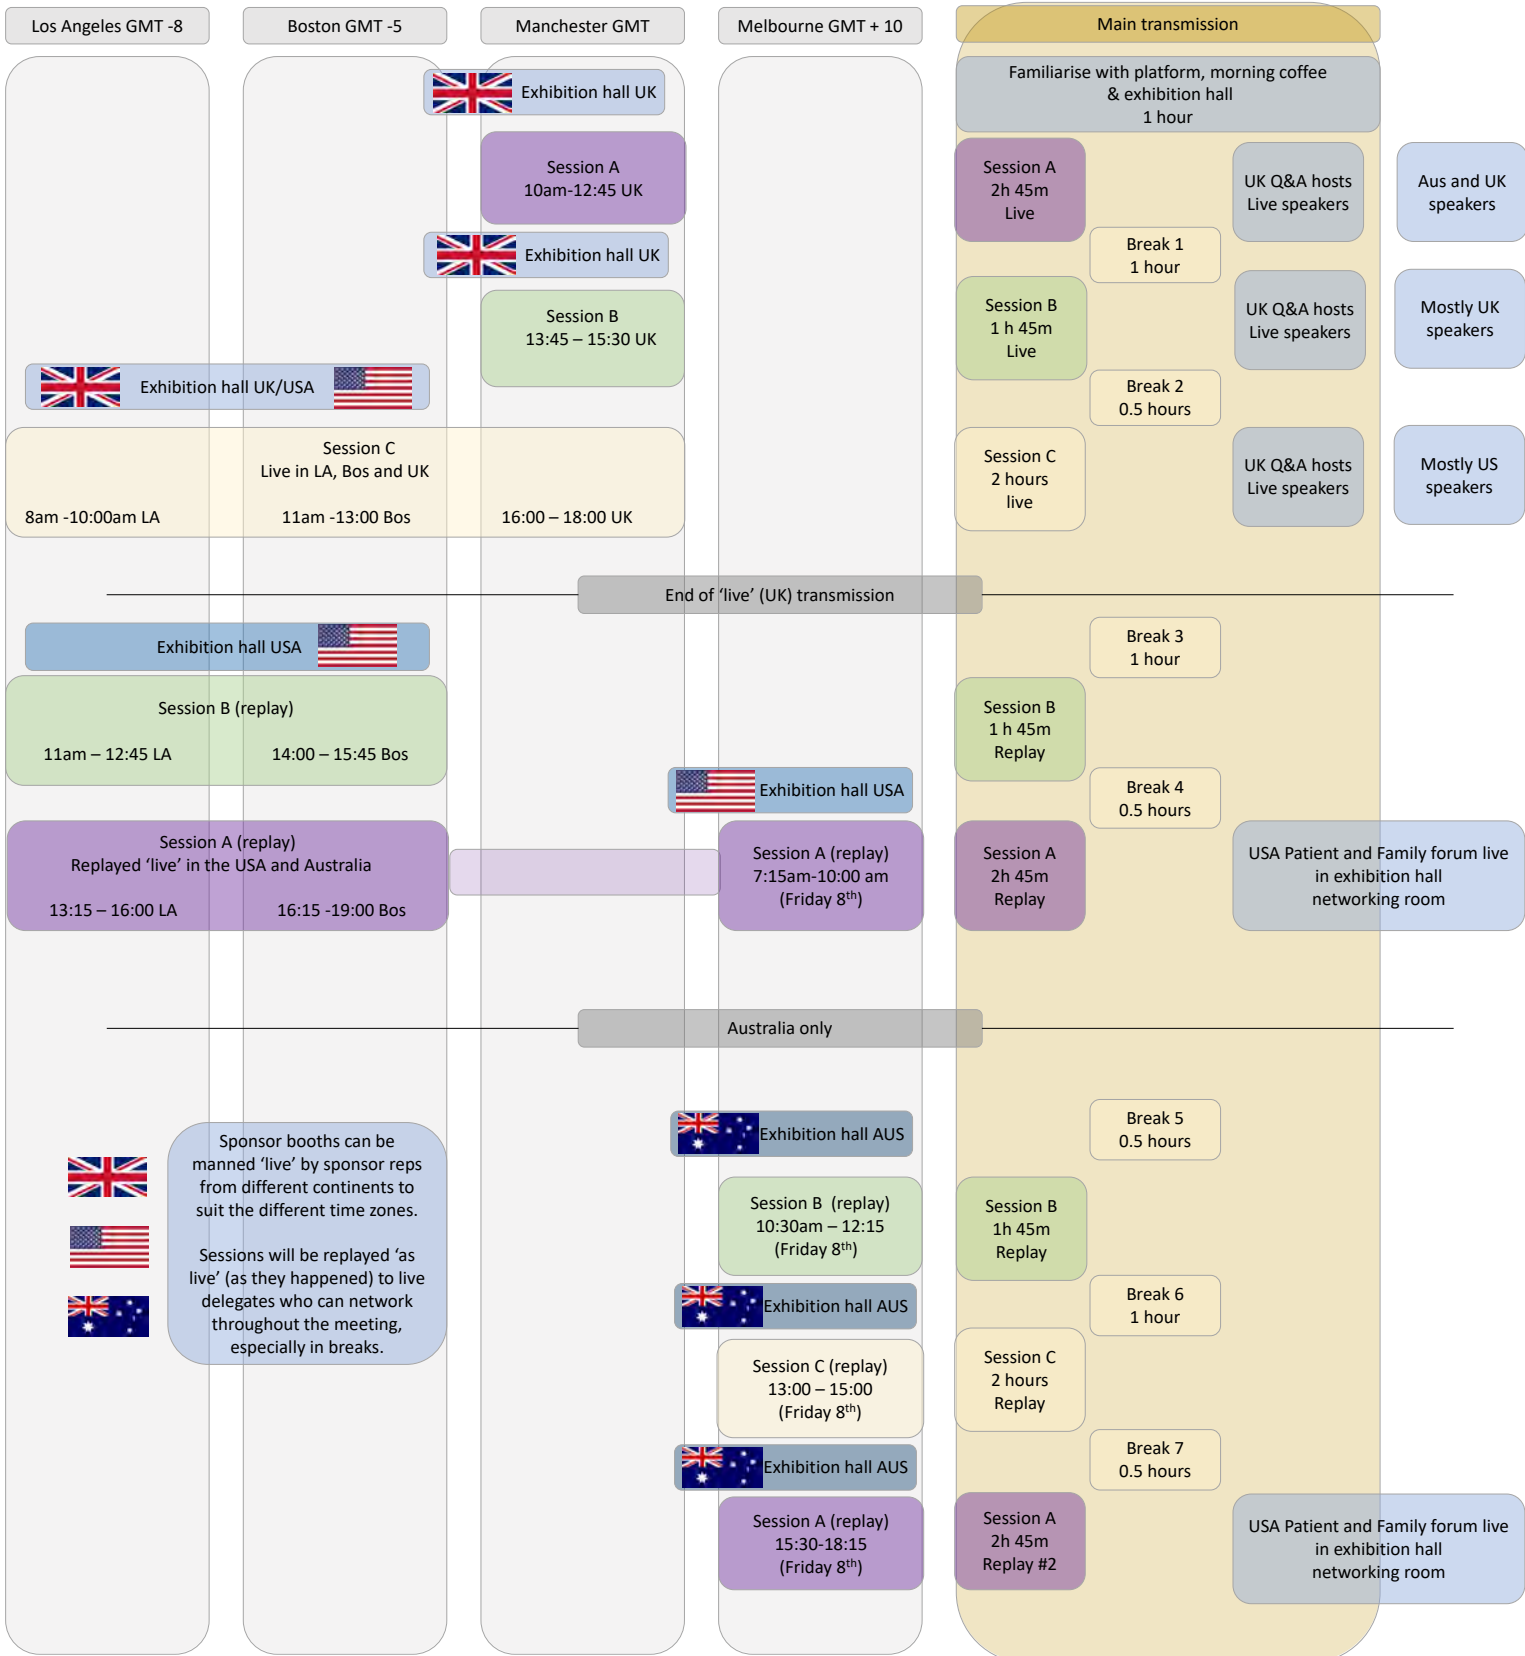 Los Angeles GMT -8
Boston GMT -5
Manchester GMT
Melbourne GMT + 10
Main transmission
Exhibition hall UK
Familiarise with platform, morning coffee
& exhibition hall
1 hour
Session A
10am-12:45 UK
Session A
2h 45m
Live
UK Q&A hosts
Live speakers
Aus and UK
speakers
Exhibition hall UK
Break 1
1 hour
Session B
13:45 – 15:30 UK
Session B
1 h 45m
Live
UK Q&A hosts
Live speakers
Mostly UK
speakers
Exhibition hall UK/USA
Break 2
0.5 hours
Session C
Live in LA, Bos and UK
8am -10:00am LA
11am -13:00 Bos
16:00 – 18:00 UK
Session C
2 hours
live
UK Q&A hosts
Live speakers
Mostly US
speakers
End of ‘live’ (UK) transmission
Exhibition hall USA
Break 3
1 hour
Session B (replay)
11am – 12:45 LA
14:00 – 15:45 Bos
Session B
1 h 45m
Replay
Exhibition hall USA
Break 4
0.5 hours
Session A (replay)
Replayed ‘live’ in the USA and Australia
13:15 – 16:00 LA
16:15 -19:00 Bos
Session A (replay)
7:15am-10:00 am
(Friday 8th)
Session A
2h 45m
Replay
USA Patient and Family forum live
in exhibition hall
networking room
Australia only
Exhibition hall AUS
Break 5
0.5 hours
Sponsor booths can be
manned ‘live’ by sponsor reps
from different continents to
suit the different time zones.
Sessions will be replayed ‘as
live’ (as they happened) to live
delegates who can network
throughout the meeting,
especially in breaks.
Session B (replay)
10:30am – 12:15
(Friday 8th)
Session B
1h 45m
Replay
Exhibition hall AUS
Break 6
1 hour
Session C (replay)
13:00 – 15:00
(Friday 8th)
Session C
2 hours
Replay
Exhibition hall AUS
Break 7
0.5 hours
Session A (replay)
15:30-18:15
(Friday 8th)
Session A
2h 45m
Replay #2
USA Patient and Family forum live
in exhibition hall
networking room